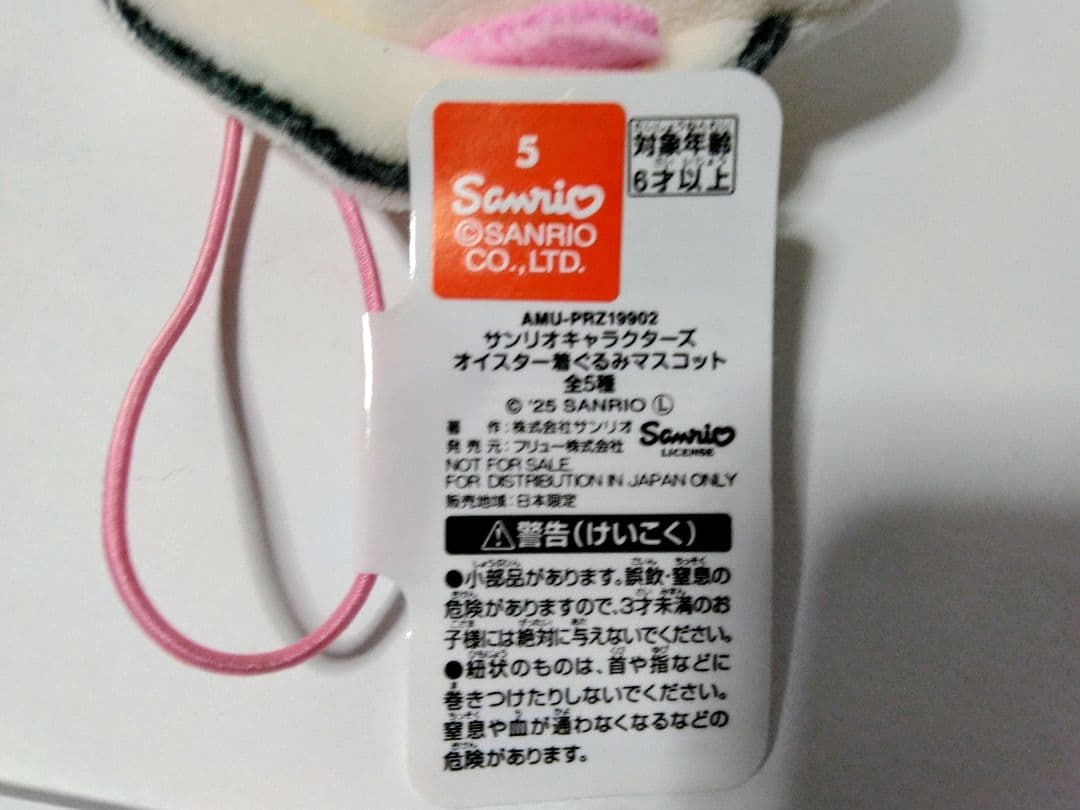 5
Sanrio
©SANRIO
CO.,LTD.
対象年齢
6才以上
AMU-PRZ19902
サンリオキャラクターズ
オイスター着ぐるみマスコット
全5種
© '25 SANRIO Ⓛ
著 作:株式会社サンリオ
発売元:フリュー株式会社
Sanrio
LICENSE
NOT FOR SALE.
FOR DISTRIBUTION IN JAPAN ONLY
販売地域:日本限定
⚠警告(けいこく)
●小部品があります。誤飲・窒息の
危険がありますので、3才未満のお
子様には絶対に与えないでください。
●紐状のものは、首や指などに
巻きつけたりしないでください。
窒息や血が通わなくなるなどの
危険があります。